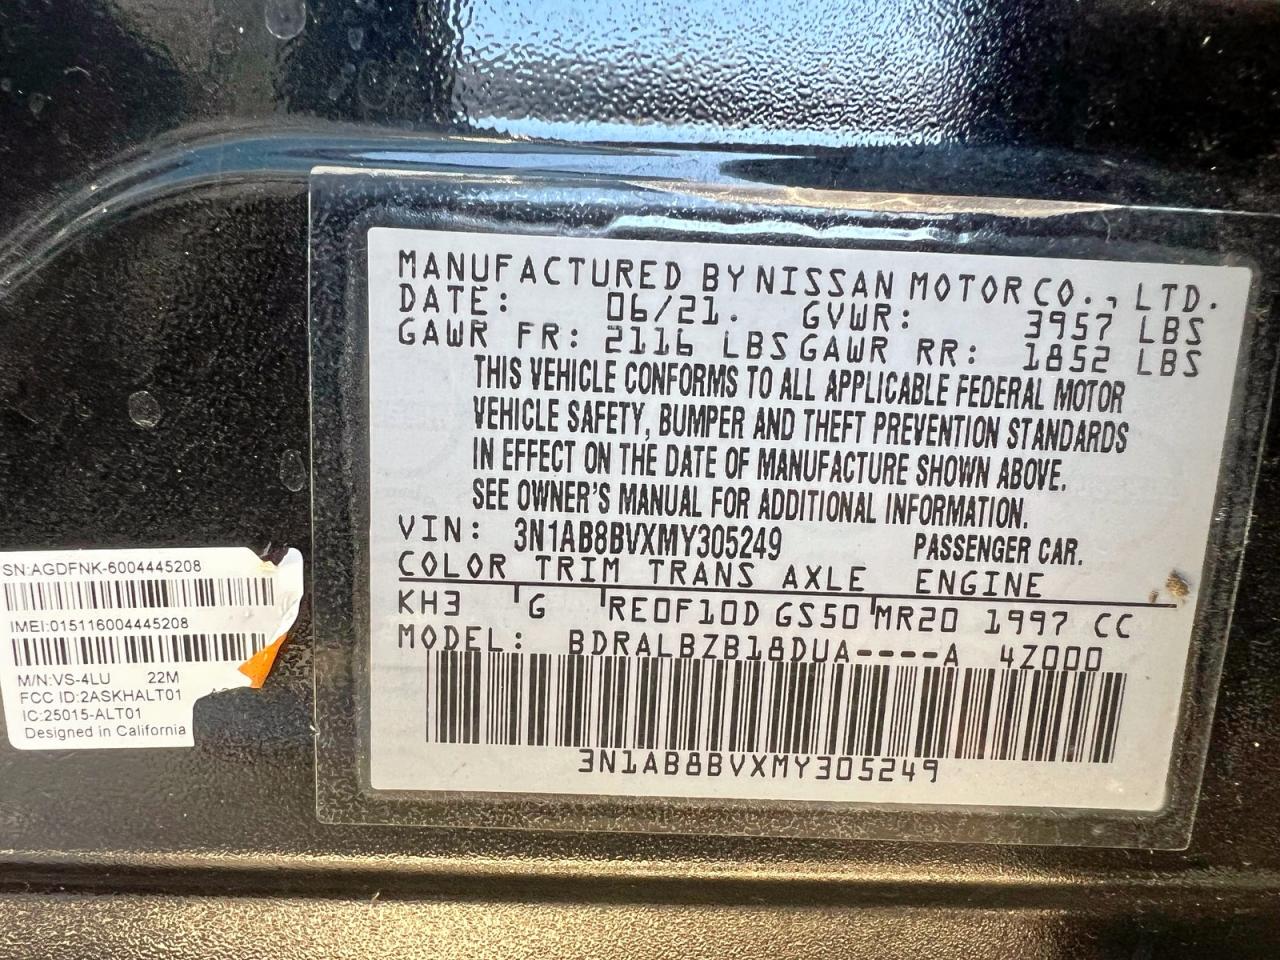 MANUFACTURED BY NISSAN MOTOR CO., LTD.
DATE: 06/21. GVWR: 3957 LBS
GAWR FR: 2116 LBS GAWR RR: 1852 LBS
THIS VEHICLE CONFORMS TO ALL APPLICABLE FEDERAL MOTOR
VEHICLE SAFETY, BUMPER AND THEFT PREVENTION STANDARDS
IN EFFECT ON THE DATE OF MANUFACTURE SHOWN ABOVE.
SEE OWNER'S MANUAL FOR ADDITIONAL INFORMATION.
VIN: 3N1AB8BVXMY305249 PASSENGER CAR.
COLOR TRIM TRANS AXLE ENGINE
KH3 G RE0F10D GS50 MR20 1997 CC
MODEL: BDRALBZB18DUA----A 4Z000
3N1AB8BVXMY305249
SN:AGDFNK-6004445208
IMEI:015116004445208
M/N:VS-4LU 22M
FCC ID:2ASKHALT01
IC:25015-ALT01
Designed in California